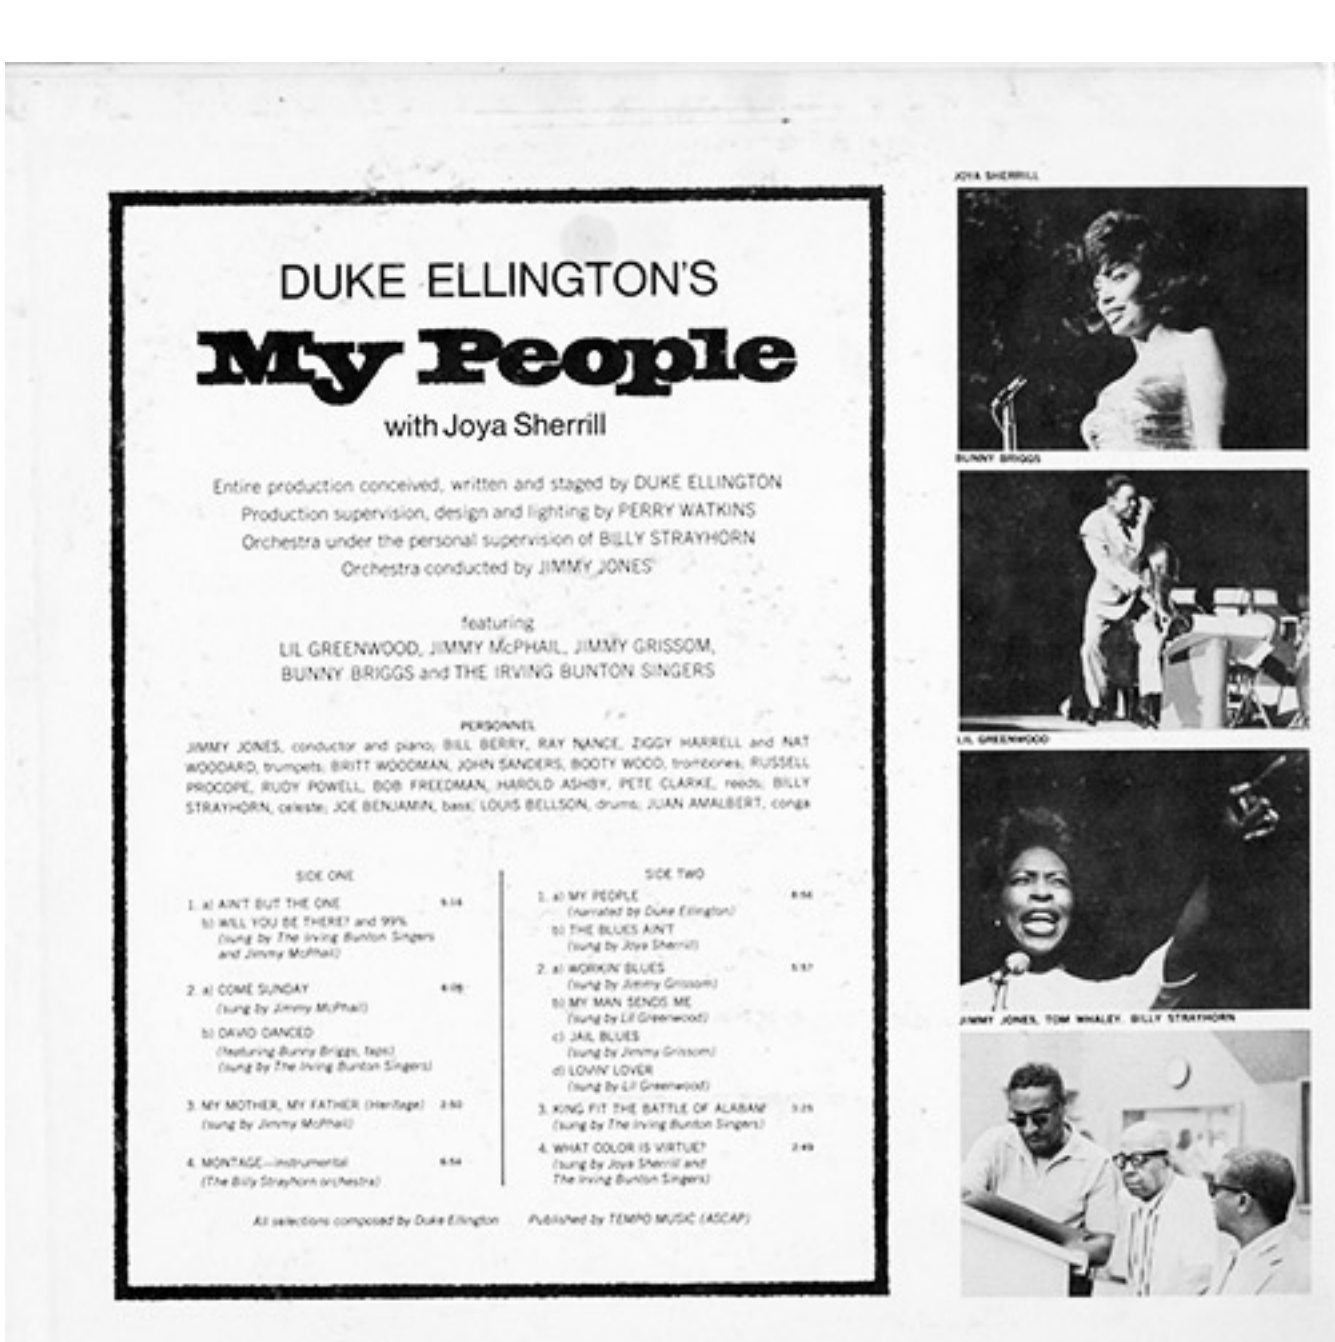 DUKE ELLINGTON'S
My People
with Joya Sherrill
Entire production conceived, written and staged by DUKE ELLINGTON
Production supervision, design and lighting by PERRY WATKINS
Orchestra under the personal supervision of BILLY STRAYHORN
Orchestra conducted by JIMMY JONES
featuring
LIL GREENWOOD, JIMMY McPHAIL, JIMMY GRISSOM,
BUNNY BRIGGS and THE IRVING BUNTON SINGERS
PERSONNEL
JIMMY JONES, conductor and piano; BILL BERRY, RAY NANCE, ZIGGY HARRELL and NAT
WOODARD, trumpets; BRITT WOODMAN, JOHN SANDERS, BOOTY WOOD, trombones; RUSSELL
PROCOPE, RUDY POWELL, BOB FREEDMAN, HAROLD ASHBY, PETE CLARKE, reeds; BILLY
STRAYHORN, celeste; JOE BENJAMIN, bass; LOUIS BELLSON, drums; JUAN AMALBERT, conga
SIDE ONE
1. a) AIN'T BUT THE ONE
b) WILL YOU BE THERE? and 99%
(sung by The Irving Bunton Singers
and Jimmy McPhail)
2. a) COME SUNDAY
(sung by Jimmy McPhail)
b) DAVID DANCED
(featuring Bunny Briggs, taps)
(sung by The Irving Bunton Singers)
3. MY MOTHER, MY FATHER (Heritage) 2:50
(sung by Jimmy McPhail)
4. MONTAGE—instrumental 6:54
(The Billy Strayhorn orchestra)
SIDE TWO
1. a) MY PEOPLE 8:56
(narrated by Duke Ellington)
b) THE BLUES AIN'T
(sung by Joya Sherrill)
2. a) WORKIN' BLUES 5:57
(sung by Jimmy Grissom)
b) MY MAN SENDS ME
(sung by Lil Greenwood)
c) JAIL BLUES
(sung by Jimmy Grissom)
d) LOVIN' LOVER
(sung by Lil Greenwood)
3. KING FIT THE BATTLE OF ALABAM' 3:25
(sung by The Irving Bunton Singers)
4. WHAT COLOR IS VIRTUE? 2:49
(sung by Joya Sherrill and
The Irving Bunton Singers)
All selections composed by Duke Ellington Published by TEMPO MUSIC (ASCAP)
JOYA SHERRILL
BUNNY BRIGGS
LIL GREENWOOD
JIMMY JONES, TOM WHALEY, BILLY STRAYHORN